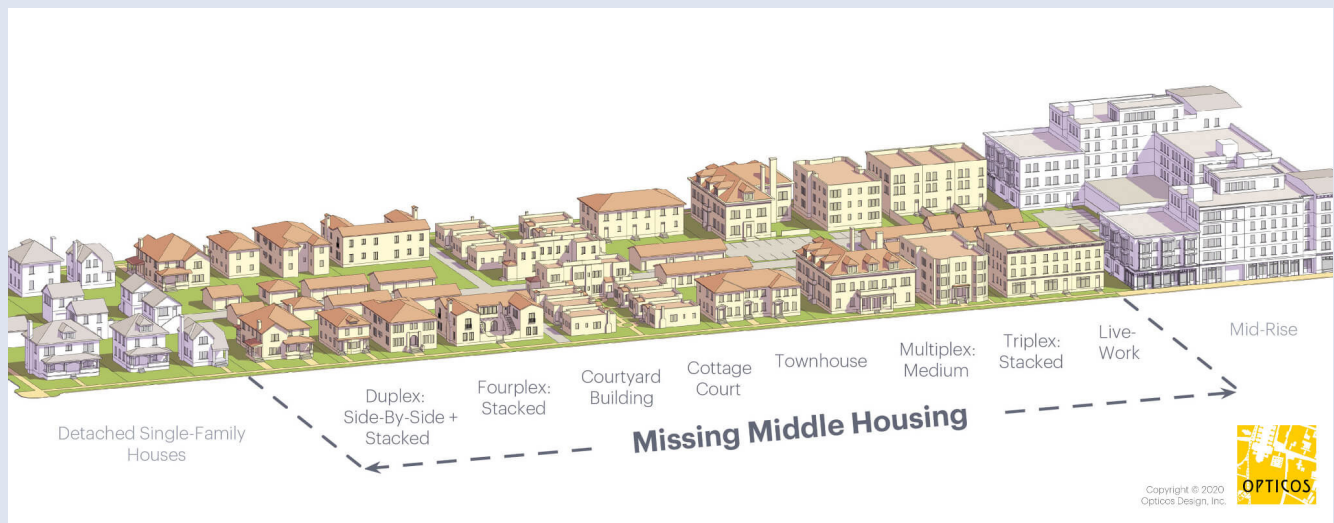 Detached Single-Family
Houses
Duplex:
Side-By-Side +
Stacked
Fourplex:
Stacked
Courtyard
Building
Cottage
Court
Townhouse
Multiplex:
Medium
Triplex:
Stacked
Live-
Work
Mid-Rise
Missing Middle Housing
Copyright © 2020
Opticos Design, Inc.
OPTICOS